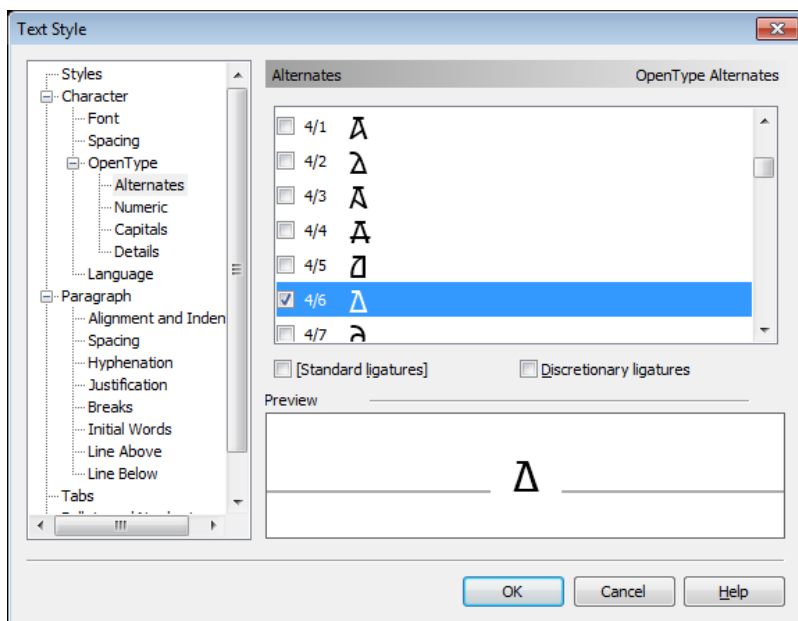 Text Style
Styles
Character
Font
Spacing
OpenType
Alternates
Numeric
Capitals
Details
Language
Paragraph
Alignment and Inden
Spacing
Hyphenation
Justification
Breaks
Initial Words
Line Above
Line Below
Tabs
Alternates OpenType Alternates
4/1
4/2
4/3
4/4
4/5
4/6
4/7
[Standard ligatures] Discretionary ligatures
Preview
OK Cancel Help